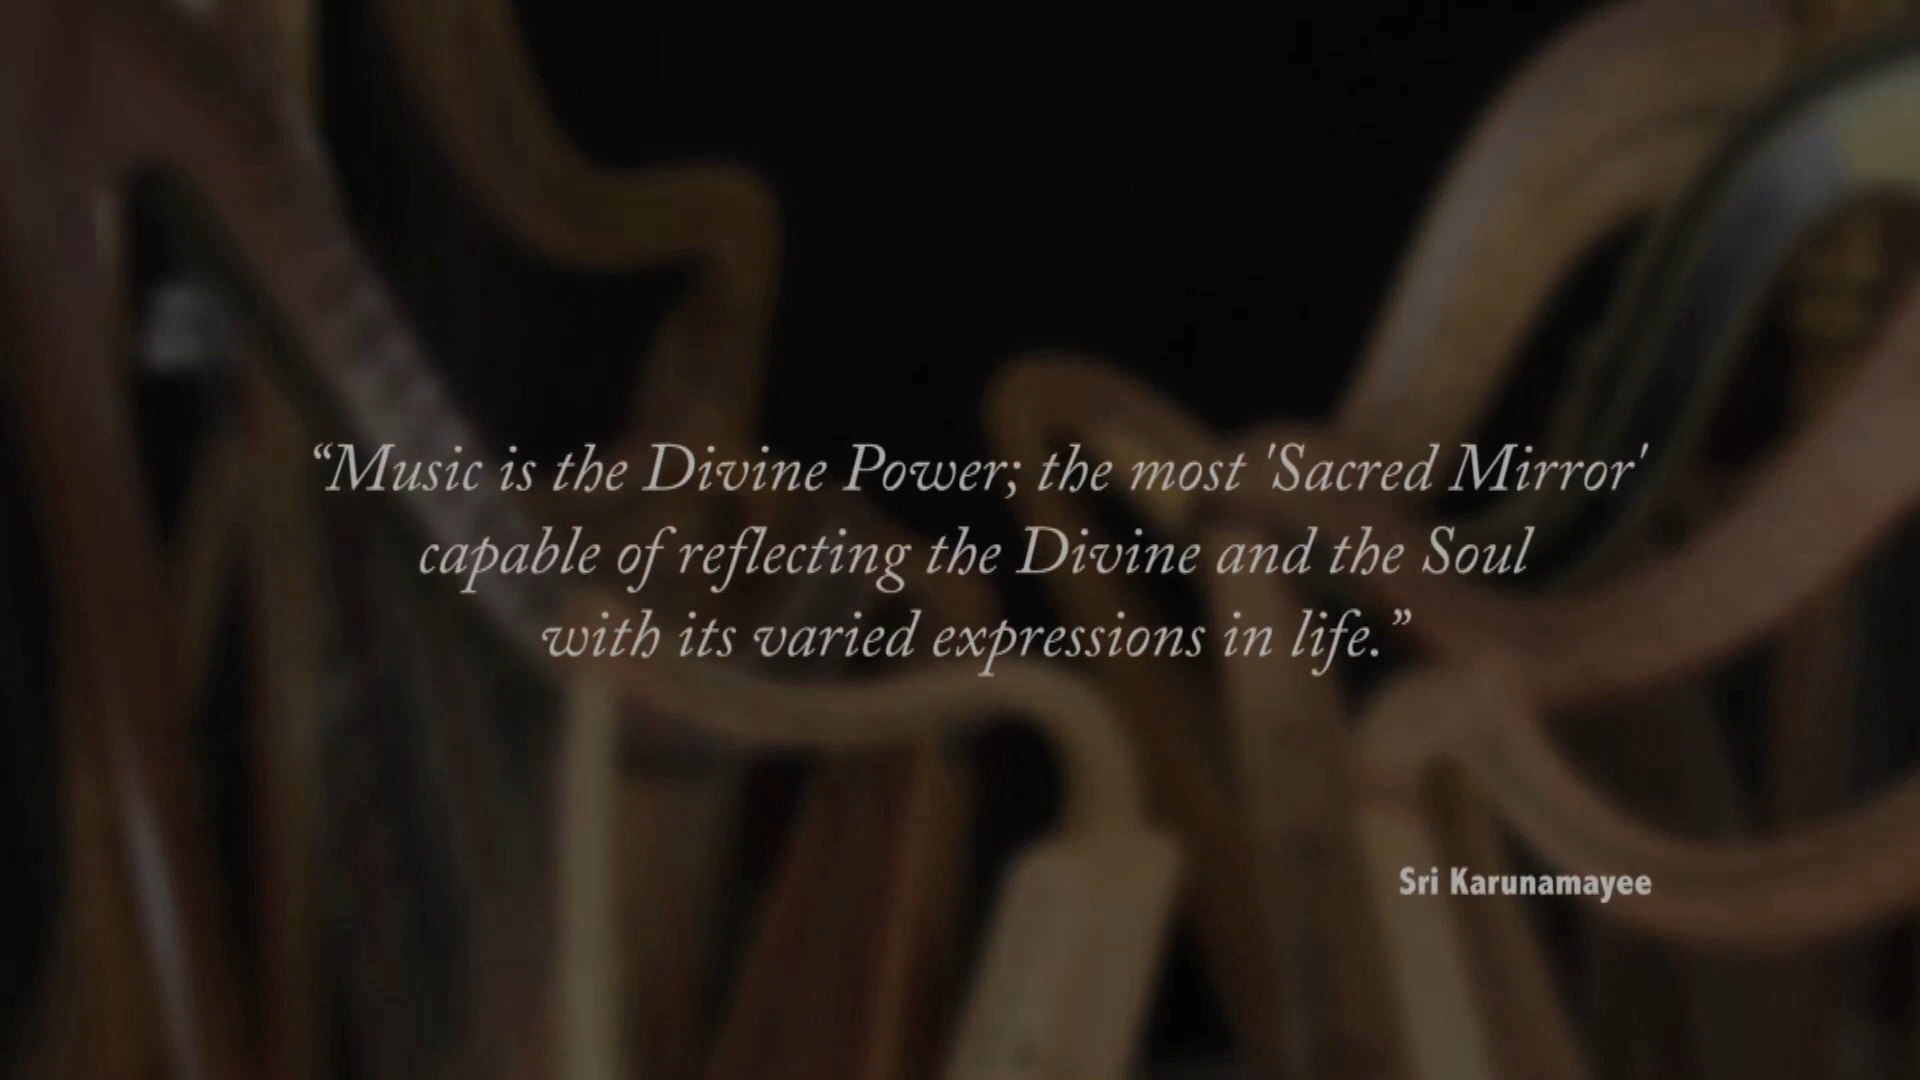 “Music is the Divine Power; the most 'Sacred Mirror'
capable of reflecting the Divine and the Soul
with its varied expressions in life.”
Sri Karunamayee